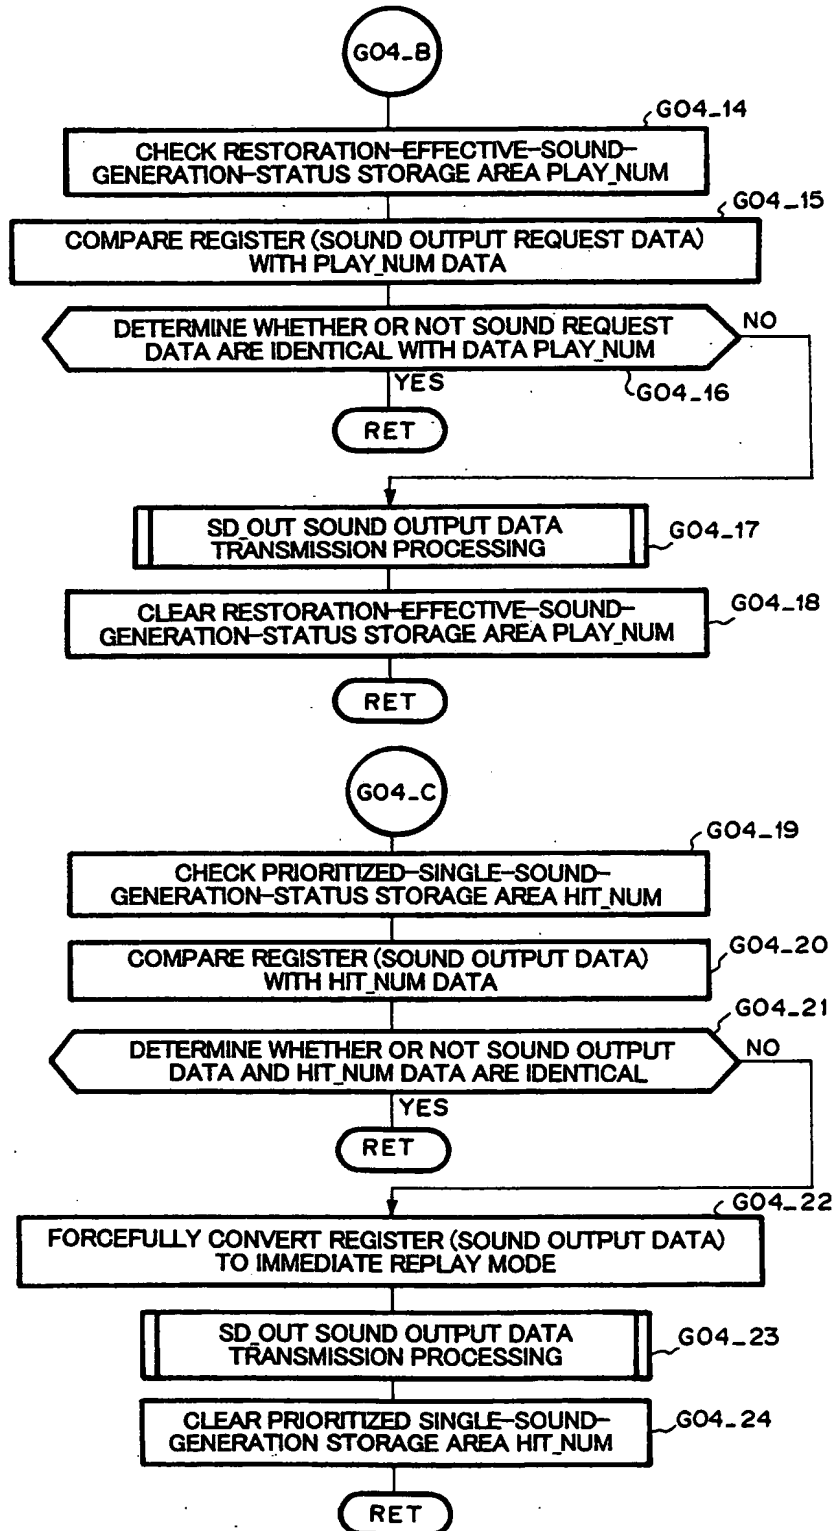 G04_B
G04_14
CHECK RESTORATION-EFFECTIVE-SOUND-
GENERATION-STATUS STORAGE AREA PLAY_NUM
G04_15
COMPARE REGISTER (SOUND OUTPUT REQUEST DATA)
WITH PLAY_NUM DATA
DETERMINE WHETHER OR NOT SOUND REQUEST
DATA ARE IDENTICAL WITH DATA PLAY_NUM
NO
YES
G04_16
RET
SD_OUT SOUND OUTPUT DATA
TRANSMISSION PROCESSING
G04_17
CLEAR RESTORATION-EFFECTIVE-SOUND-
GENERATION-STATUS STORAGE AREA PLAY_NUM
G04_18
RET
G04_C
G04_19
CHECK PRIORITIZED-SINGLE-SOUND-
GENERATION-STATUS STORAGE AREA HIT_NUM
COMPARE REGISTER (SOUND OUTPUT DATA)
WITH HIT_NUM DATA
G04_20
G04_21
DETERMINE WHETHER OR NOT SOUND OUTPUT
DATA AND HIT_NUM DATA ARE IDENTICAL
NO
YES
RET
G04_22
FORCEFULLY CONVERT REGISTER (SOUND OUTPUT DATA)
TO IMMEDIATE REPLAY MODE
SD_OUT SOUND OUTPUT DATA
TRANSMISSION PROCESSING
G04_23
CLEAR PRIORITIZED SINGLE-SOUND-
GENERATION STORAGE AREA HIT_NUM
G04_24
RET